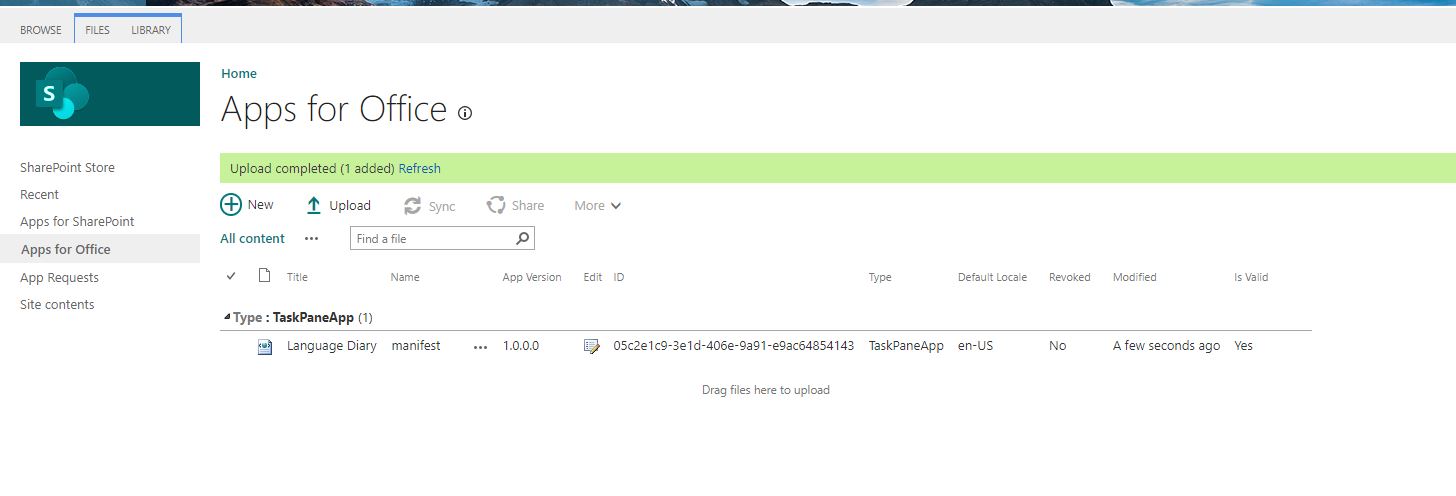 BROWSE FILES LIBRARY
S
Home
Apps for Office
Upload completed (1 added) Refresh
SharePoint Store
Recent
Apps for SharePoint
Apps for Office
App Requests
Site contents
New Upload Sync Share More
All content ••• Find a file
Title Name App Version Edit ID Type Default Locale Revoked Modified Is Valid
Type : TaskPaneApp (1)
Language Diary manifest ••• 1.0.0.0 05c2e1c9-3e1d-406e-9a91-e9ac64854143 TaskPaneApp en-US No A few seconds ago Yes
Drag files here to upload